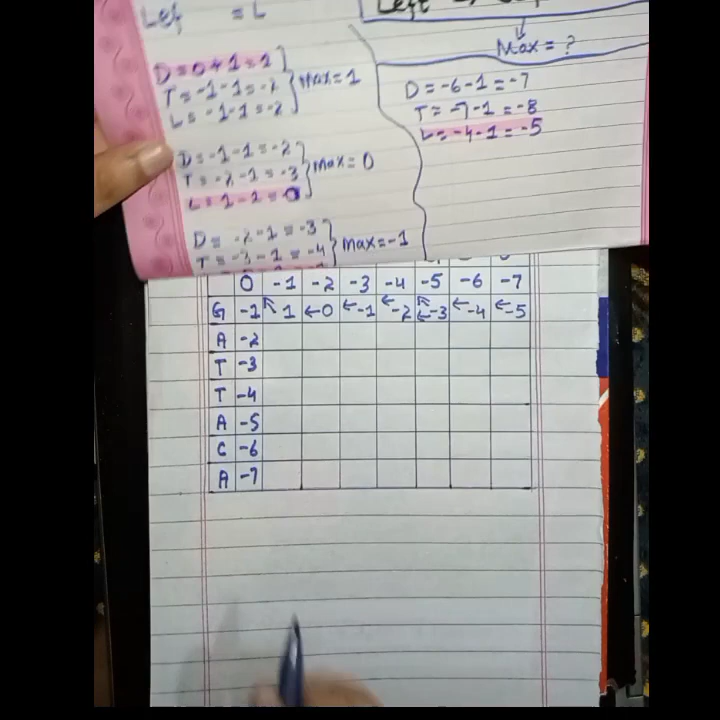 Lef = L
D = 0 + 1 = 1
T = -1 - 1 = -2
L = -1 - 1 = -2
Max = 1
D = -1 - 1 = -2
T = -2 - 1 = -3
L = 1 - 1 = 0
Max = 0
D = -2 - 1 = -3
T = -3 - 1 = -4
Max = -1
Left
Max = ?
D = -6 - 1 = -7
T = -7 - 1 = -8
L = -4 - 1 = -5
0 -1 -2 -3 -4 -5 -6 -7
G -1 ↖ 1 ←0 ←-1 ←-2 ↖←-3 ←-4 ←-5
A -2
T -3
T -4
A -5
C -6
A -7